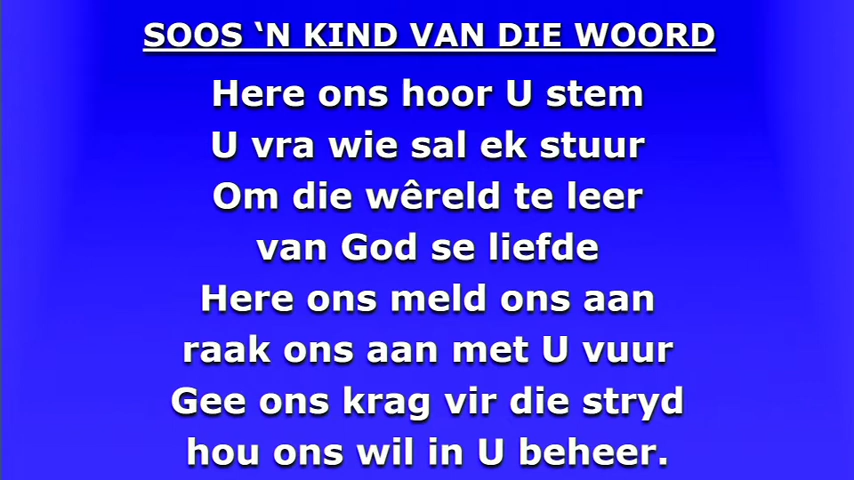 SOOS ‘N KIND VAN DIE WOORD
Here ons hoor U stem
U vra wie sal ek stuur
Om die wêreld te leer
van God se liefde
Here ons meld ons aan
raak ons aan met U vuur
Gee ons krag vir die stryd
hou ons wil in U beheer.